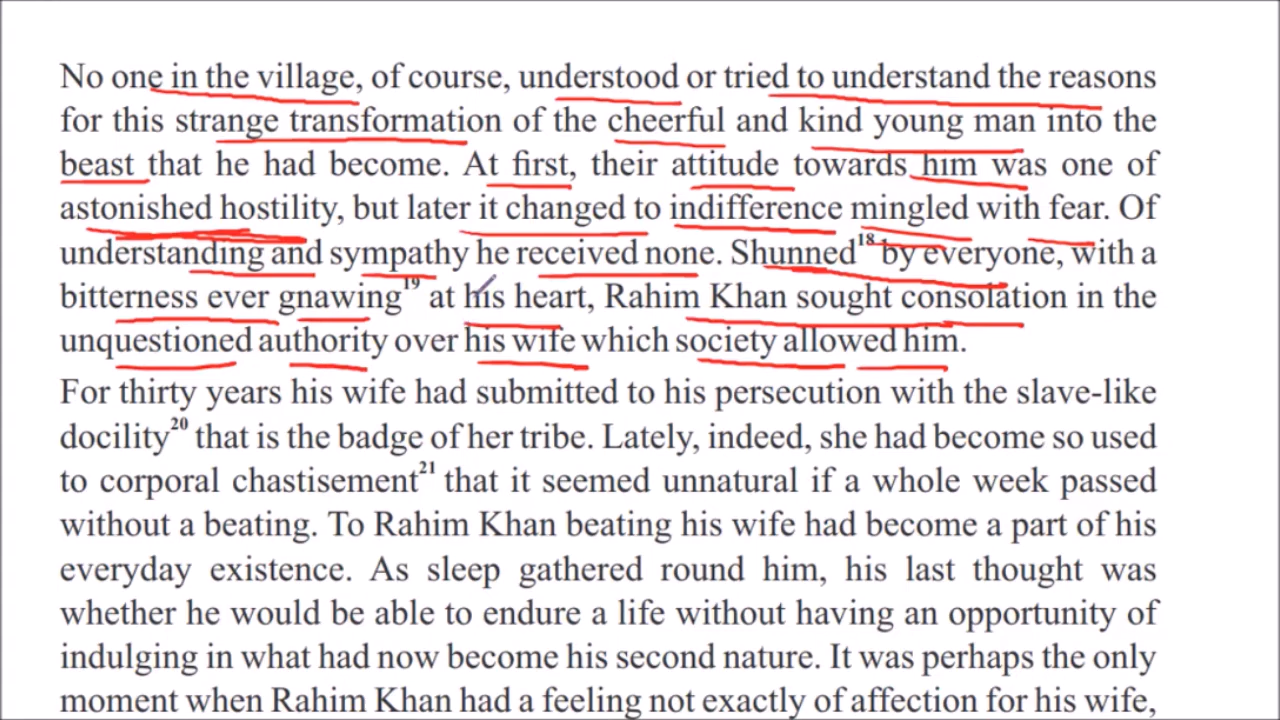 No one in the village, of course, understood or tried to understand the reasons
for this strange transformation of the cheerful and kind young man into the
beast that he had become. At first, their attitude towards him was one of
astonished hostility, but later it changed to indifference mingled with fear. Of
understanding and sympathy he received none. Shunned18 by everyone, with a
bitterness ever gnawing19 at his heart, Rahim Khan sought consolation in the
unquestioned authority over his wife which society allowed him.
For thirty years his wife had submitted to his persecution with the slave-like
docility20 that is the badge of her tribe. Lately, indeed, she had become so used
to corporal chastisement21 that it seemed unnatural if a whole week passed
without a beating. To Rahim Khan beating his wife had become a part of his
everyday existence. As sleep gathered round him, his last thought was
whether he would be able to endure a life without having an opportunity of
indulging in what had now become his second nature. It was perhaps the only
moment when Rahim Khan had a feeling not exactly of affection for his wife,